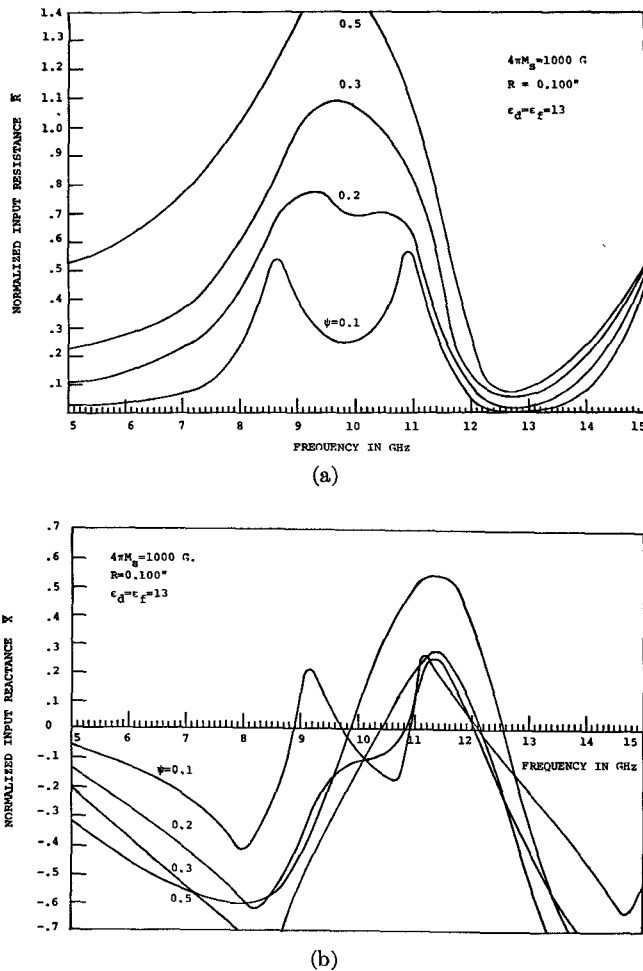 1.4
1.3
1.2
1.1
1.0
.9
.8
.7
.6
.5
.4
.3
.2
.1
NORMALIZED INPUT RESISTANCE R̅
0.5
0.3
0.2
ψ=0.1
4πMs=1000 G
R = 0.100"
εd=εf=13
5 6 7 8 9 10 11 12 13 14 15
FREQUENCY IN GHz
(a)
.7
.6
.5
.4
.3
.2
.1
0
-.1
-.2
-.3
-.4
-.5
-.6
-.7
NORMALIZED INPUT REACTANCE X̅
4πMs=1000 G.
R=0.100"
εd=εf=13
5 6 7 8 9 10 11 12 13 14 15
FREQUENCY IN GHz
ψ=0.1
0.2
0.3
0.5
(b)